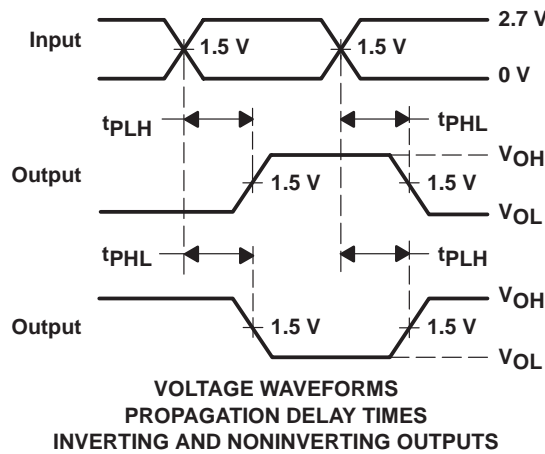 2.7 V
Input
1.5 V
1.5 V
0 V
tPLH
tPHL
VOH
Output
1.5 V
1.5 V
VOL
tPHL
tPLH
VOH
Output
1.5 V
1.5 V
VOL
VOLTAGE WAVEFORMS
PROPAGATION DELAY TIMES
INVERTING AND NONINVERTING OUTPUTS